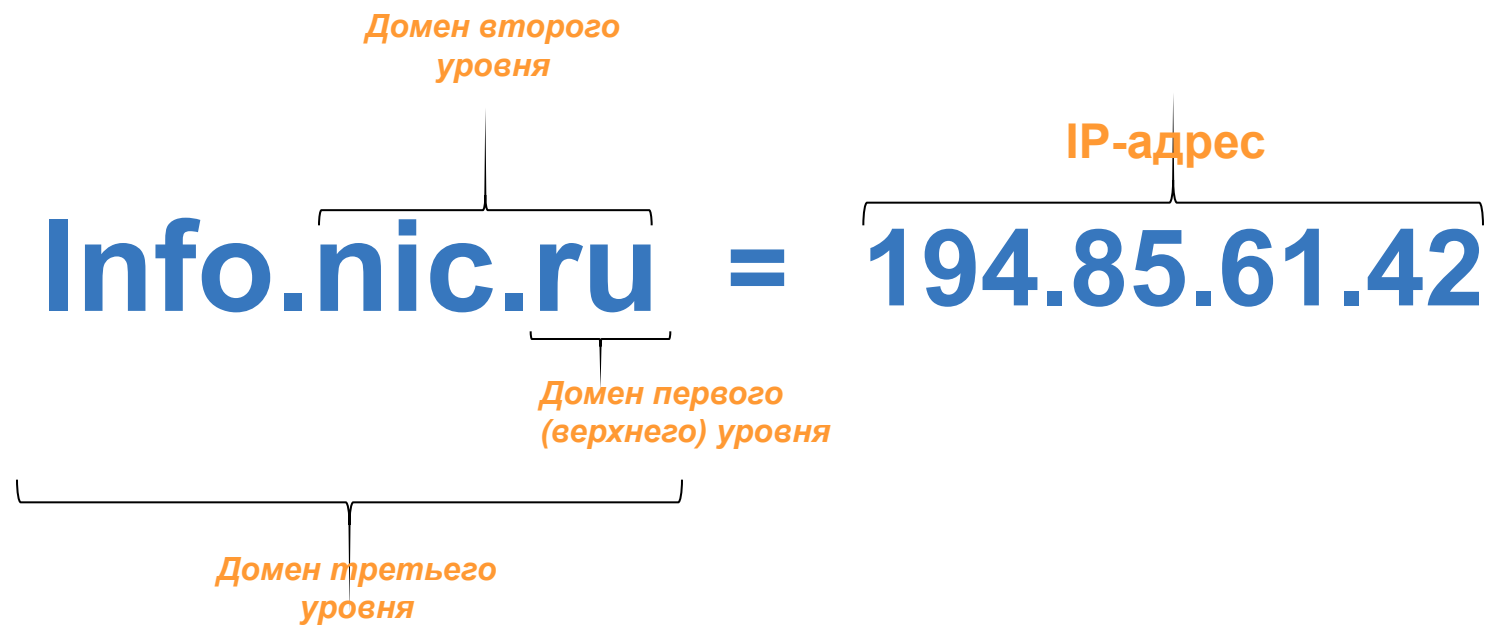 Домен второго
уровня
IP-адрес
Info.nic.ru = 194.85.61.42
Домен первого
(верхнего) уровня
Домен третьего
уровня